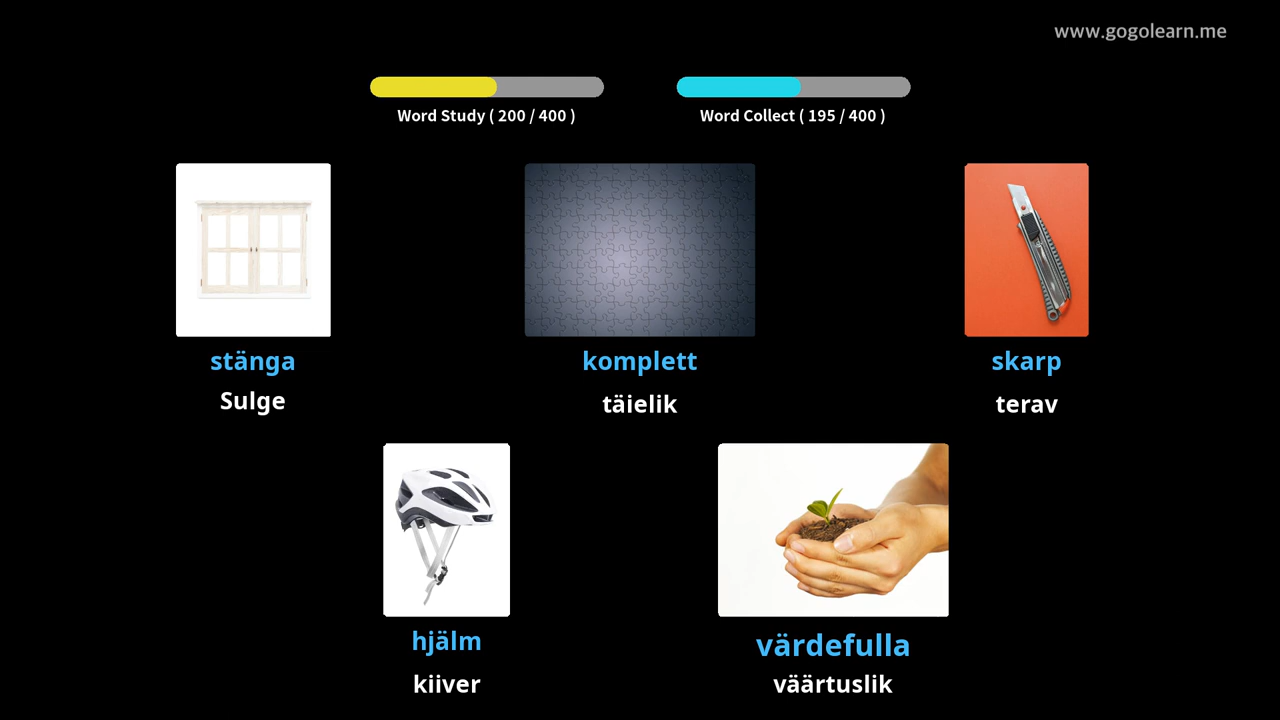 www.gogolearn.me
Word Study ( 200 / 400 )
Word Collect ( 195 / 400 )
stänga
Sulge
komplett
täielik
skarp
terav
hjälm
kiiver
värdefulla
väärtuslik